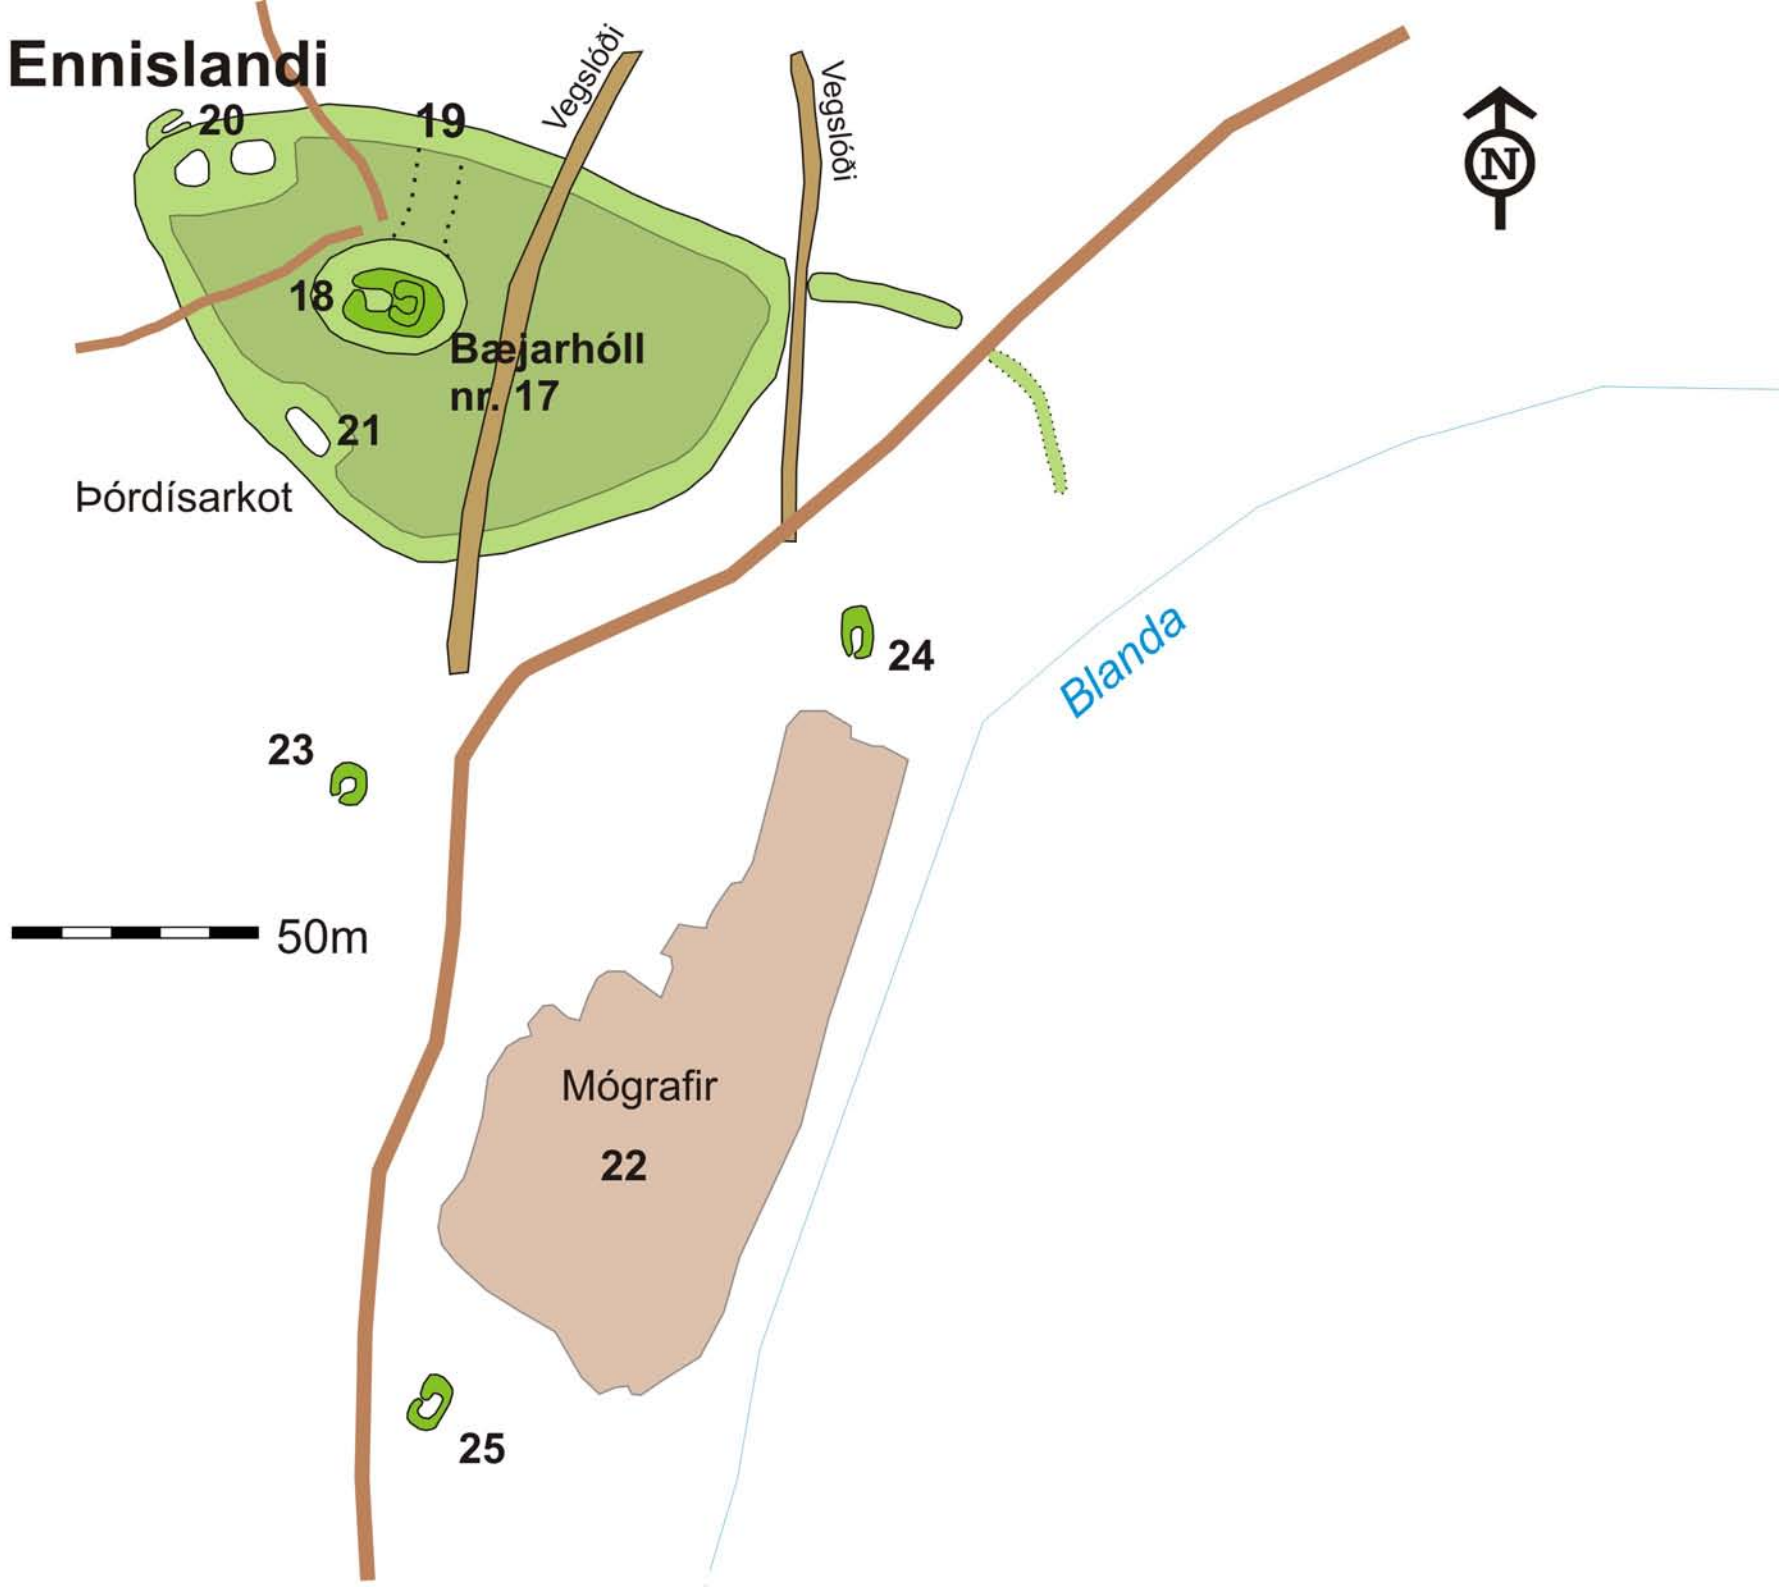 Ennislandi
20
19
Vegslóði
Vegslóði
N
18
Bæjarhóll
nr. 17
21
Þórdísarkot
24
Blanda
23
50m
Mógrafir
22
25